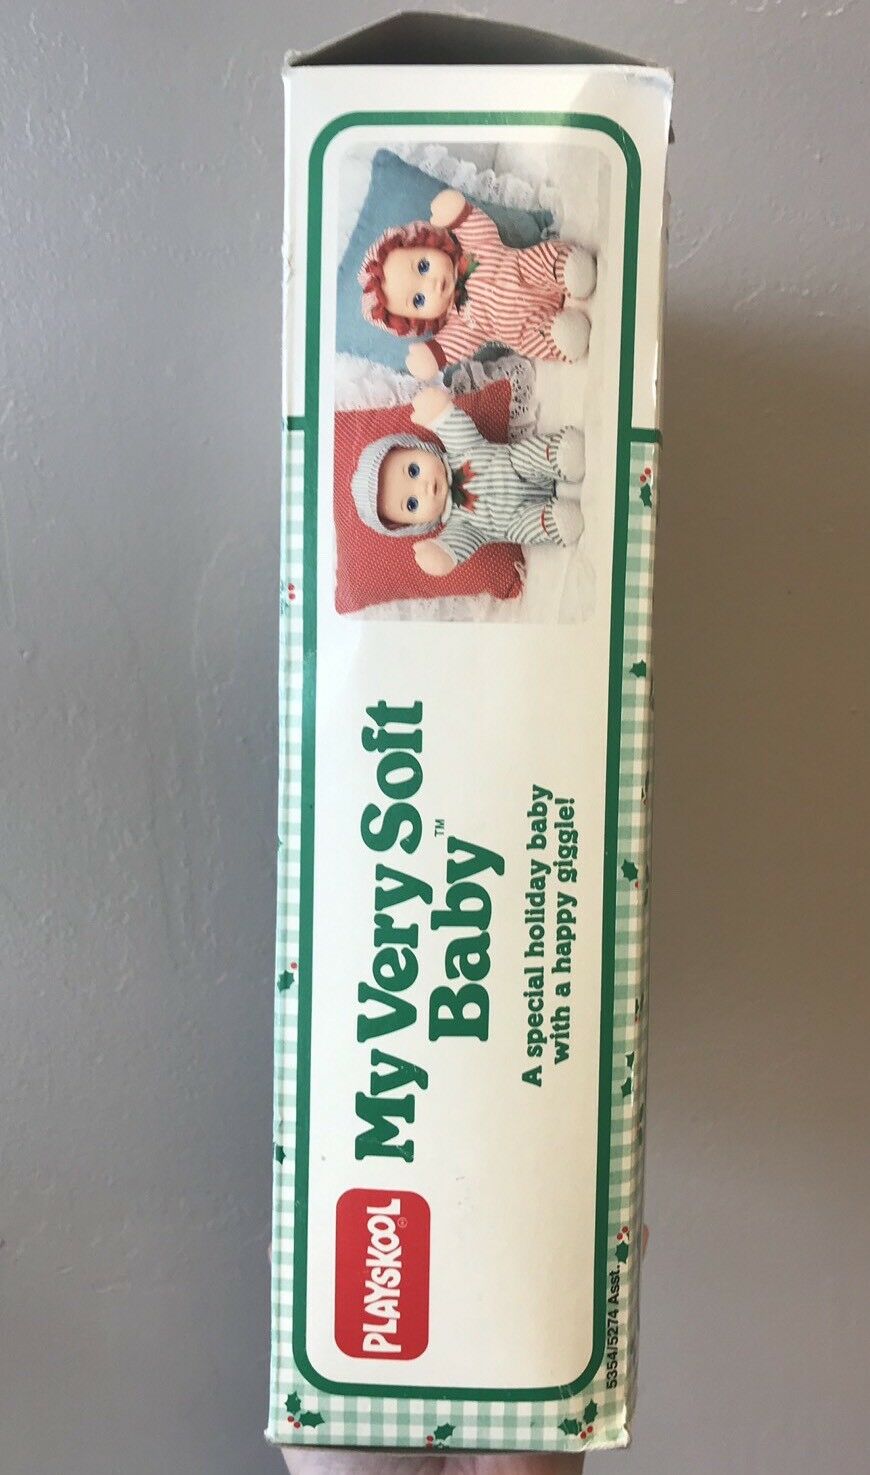 PLAYSKOOL®
My Very Soft
Baby™
A special holiday baby
with a happy giggle!
5354/5274 Asst.